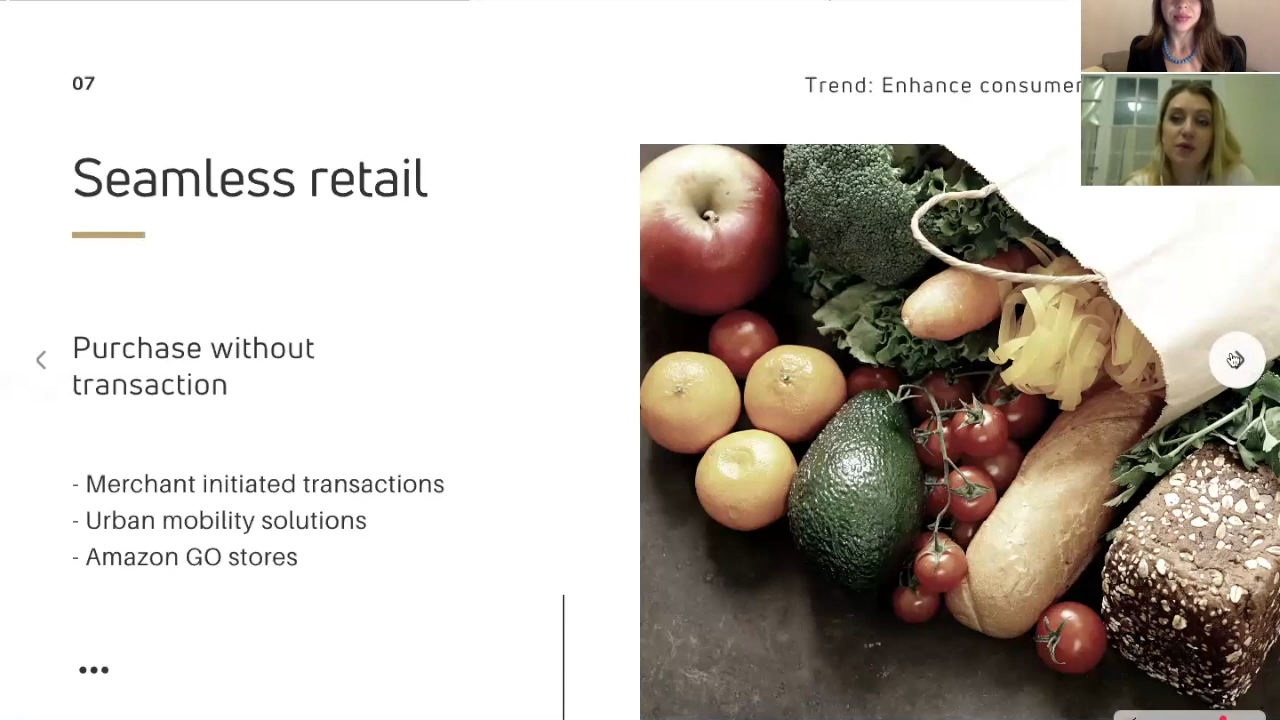 07
Trend: Enhance consumer
Seamless retail
Purchase without
transaction
- Merchant initiated transactions
- Urban mobility solutions
- Amazon GO stores